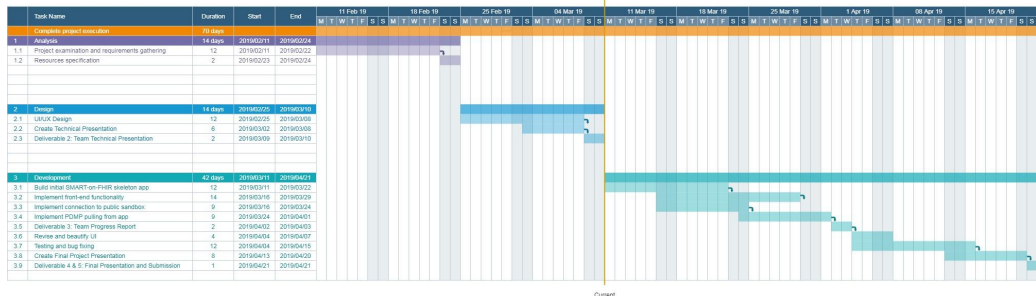 Task Name Duration Start End 11 Feb 19 18 Feb 19 25 Feb 19 04 Mar 19 11 Mar 19 18 Mar 19 25 Mar 19 1 Apr 19 08 Apr 19 15 Apr 19
M T W T F S S M T W T F S S M T W T F S S M T W T F S S M T W T F S S M T W T F S S M T W T F S S M T W T F S S M T W T F S S M T W T F S S
Complete project execution 70 days
1 Analysis 14 days 2019/02/11 2019/02/24
1.1 Project examination and requirements gathering 12 2019/02/11 2019/02/22
1.2 Resources specification 2 2019/02/23 2019/02/24
2 Design 14 days 2019/02/25 2019/03/10
2.1 UI/UX Design 12 2019/02/25 2019/03/08
2.2 Create Technical Presentation 6 2019/03/02 2019/03/08
2.3 Deliverable 2: Team Technical Presentation 2 2019/03/09 2019/03/10
3 Development 42 days 2019/03/11 2019/04/21
3.1 Build initial SMART-on-FHIR skeleton app 12 2019/03/11 2019/03/22
3.2 Implement front-end functionality 14 2019/03/16 2019/03/29
3.3 Implement connection to public sandbox 9 2019/03/16 2019/03/24
3.4 Implement PDMP pulling from app 9 2019/03/24 2019/04/01
3.5 Deliverable 3: Team Progress Report 2 2019/04/02 2019/04/03
3.6 Revise and beautify UI 4 2019/04/04 2019/04/07
3.7 Testing and bug fixing 12 2019/04/04 2019/04/15
3.8 Create Final Project Presentation 8 2019/04/13 2019/04/20
3.9 Deliverable 4 & 5: Final Presentation and Submission 1 2019/04/21 2019/04/21
Current